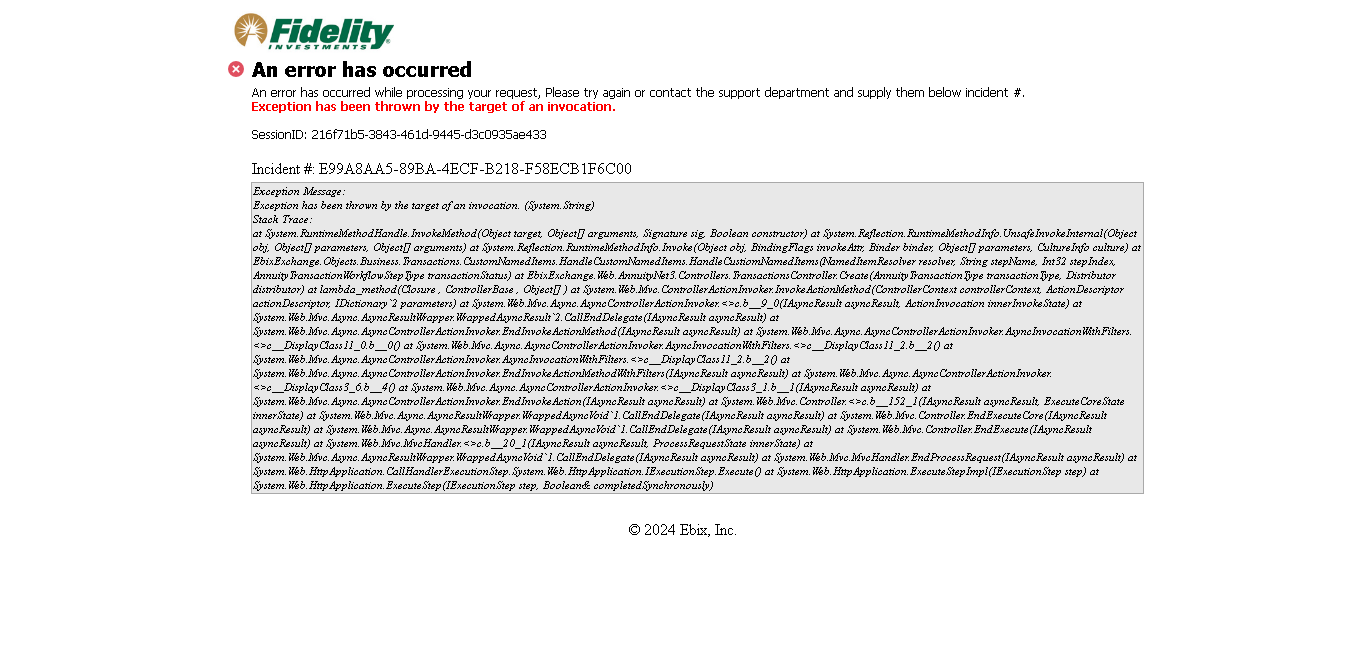 Fidelity
INVESTMENTS®
An error has occurred
An error has occurred while processing your request, Please try again or contact the support department and supply them below incident #.
Exception has been thrown by the target of an invocation.
SessionID: 216f71b5-3843-461d-9445-d3c0935ae433
Incident #: E99A8AA5-89BA-4ECF-B218-F58ECB1F6C00
Exception Message:
Exception has been thrown by the target of an invocation. (System.String)
Stack Trace:
at System.RuntimeMethodHandle.InvokeMethod(Object target, Object[] arguments, Signature sig, Boolean constructor) at System.Reflection.RuntimeMethodInfo.UnsafeInvokeInternal(Object
obj, Object[] parameters, Object[] arguments) at System.Reflection.RuntimeMethodInfo.Invoke(Object obj, BindingFlags invokeAttr, Binder binder, Object[] parameters, CultureInfo culture) at
EbixExchange.Objects.Business.Transactions.CustomNamedItems.HandleCustomNamedItems.HandleCustomNamedItems(NamedItemResolver resolver, String stepName, Int32 stepIndex,
AnnuityTransactionWorkflowStepType transactionStatus) at EbixExchange.Web.AnnuityNet3.Controllers.TransactionsController.Create(AnnuityTransactionType transactionType, Distributor
distributor) at lambda_method(Closure , ControllerBase , Object[] ) at System.Web.Mvc.ControllerActionInvoker.InvokeActionMethod(ControllerContext controllerContext, ActionDescriptor
actionDescriptor, IDictionary`2 parameters) at System.Web.Mvc.Async.AsyncControllerActionInvoker.<>c.b__9_0(IAsyncResult asyncResult, ActionInvocation innerInvokeState) at
System.Web.Mvc.Async.AsyncResultWrapper.WrappedAsyncResult`2.CallEndDelegate(IAsyncResult asyncResult) at
System.Web.Mvc.Async.AsyncControllerActionInvoker.EndInvokeActionMethod(IAsyncResult asyncResult) at System.Web.Mvc.Async.AsyncControllerActionInvoker.AsyncInvocationWithFilters.
<>c__DisplayClass11_0.b__0() at System.Web.Mvc.Async.AsyncControllerActionInvoker.AsyncInvocationWithFilters.<>c__DisplayClass11_2.b__2() at
System.Web.Mvc.Async.AsyncControllerActionInvoker.AsyncInvocationWithFilters.<>c__DisplayClass11_2.b__2() at
System.Web.Mvc.Async.AsyncControllerActionInvoker.EndInvokeActionMethodWithFilters(IAsyncResult asyncResult) at System.Web.Mvc.Async.AsyncControllerActionInvoker.
<>c__DisplayClass3_6.b__4() at System.Web.Mvc.Async.AsyncControllerActionInvoker.<>c__DisplayClass3_1.b__1(IAsyncResult asyncResult) at
System.Web.Mvc.Async.AsyncControllerActionInvoker.EndInvokeAction(IAsyncResult asyncResult) at System.Web.Mvc.Controller.<>c.b__152_1(IAsyncResult asyncResult, ExecuteCoreState
innerState) at System.Web.Mvc.Async.AsyncResultWrapper.WrappedAsyncVoid`1.CallEndDelegate(IAsyncResult asyncResult) at System.Web.Mvc.Controller.EndExecuteCore(IAsyncResult
asyncResult) at System.Web.Mvc.Async.AsyncResultWrapper.WrappedAsyncVoid`1.CallEndDelegate(IAsyncResult asyncResult) at System.Web.Mvc.Controller.EndExecute(IAsyncResult
asyncResult) at System.Web.Mvc.MvcHandler.<>c.b__20_1(IAsyncResult asyncResult, ProcessRequestState innerState) at
System.Web.Mvc.Async.AsyncResultWrapper.WrappedAsyncVoid`1.CallEndDelegate(IAsyncResult asyncResult) at System.Web.Mvc.MvcHandler.EndProcessRequest(IAsyncResult asyncResult) at
System.Web.HttpApplication.CallHandlerExecutionStep.System.Web.HttpApplication.IExecutionStep.Execute() at System.Web.HttpApplication.ExecuteStepImpl(IExecutionStep step) at
System.Web.HttpApplication.ExecuteStep(IExecutionStep step, Boolean& completedSynchronously)
© 2024 Ebix, Inc.